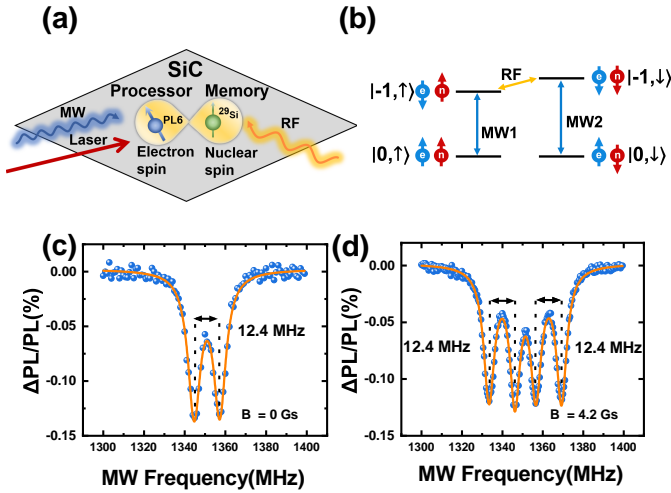 (a)
SiC
Processor
Memory
MW
Laser
PL6
²⁹Si
RF
Electron
spin
Nuclear
spin
(b)
RF
|-1,↑⟩
e
n
e
n
|-1,↓⟩
MW1
MW2
|0,↑⟩
e
n
e
n
|0,↓⟩
(c)
0.00
-0.05
-0.10
-0.15
ΔPL/PL(%)
12.4 MHz
B = 0 Gs
1300 1320 1340 1360 1380 1400
MW Frequency(MHz)
(d)
0.00
-0.05
-0.10
-0.15
ΔPL/PL(%)
12.4 MHz
12.4 MHz
B = 4.2 Gs
1300 1320 1340 1360 1380 1400
MW Frequency(MHz)